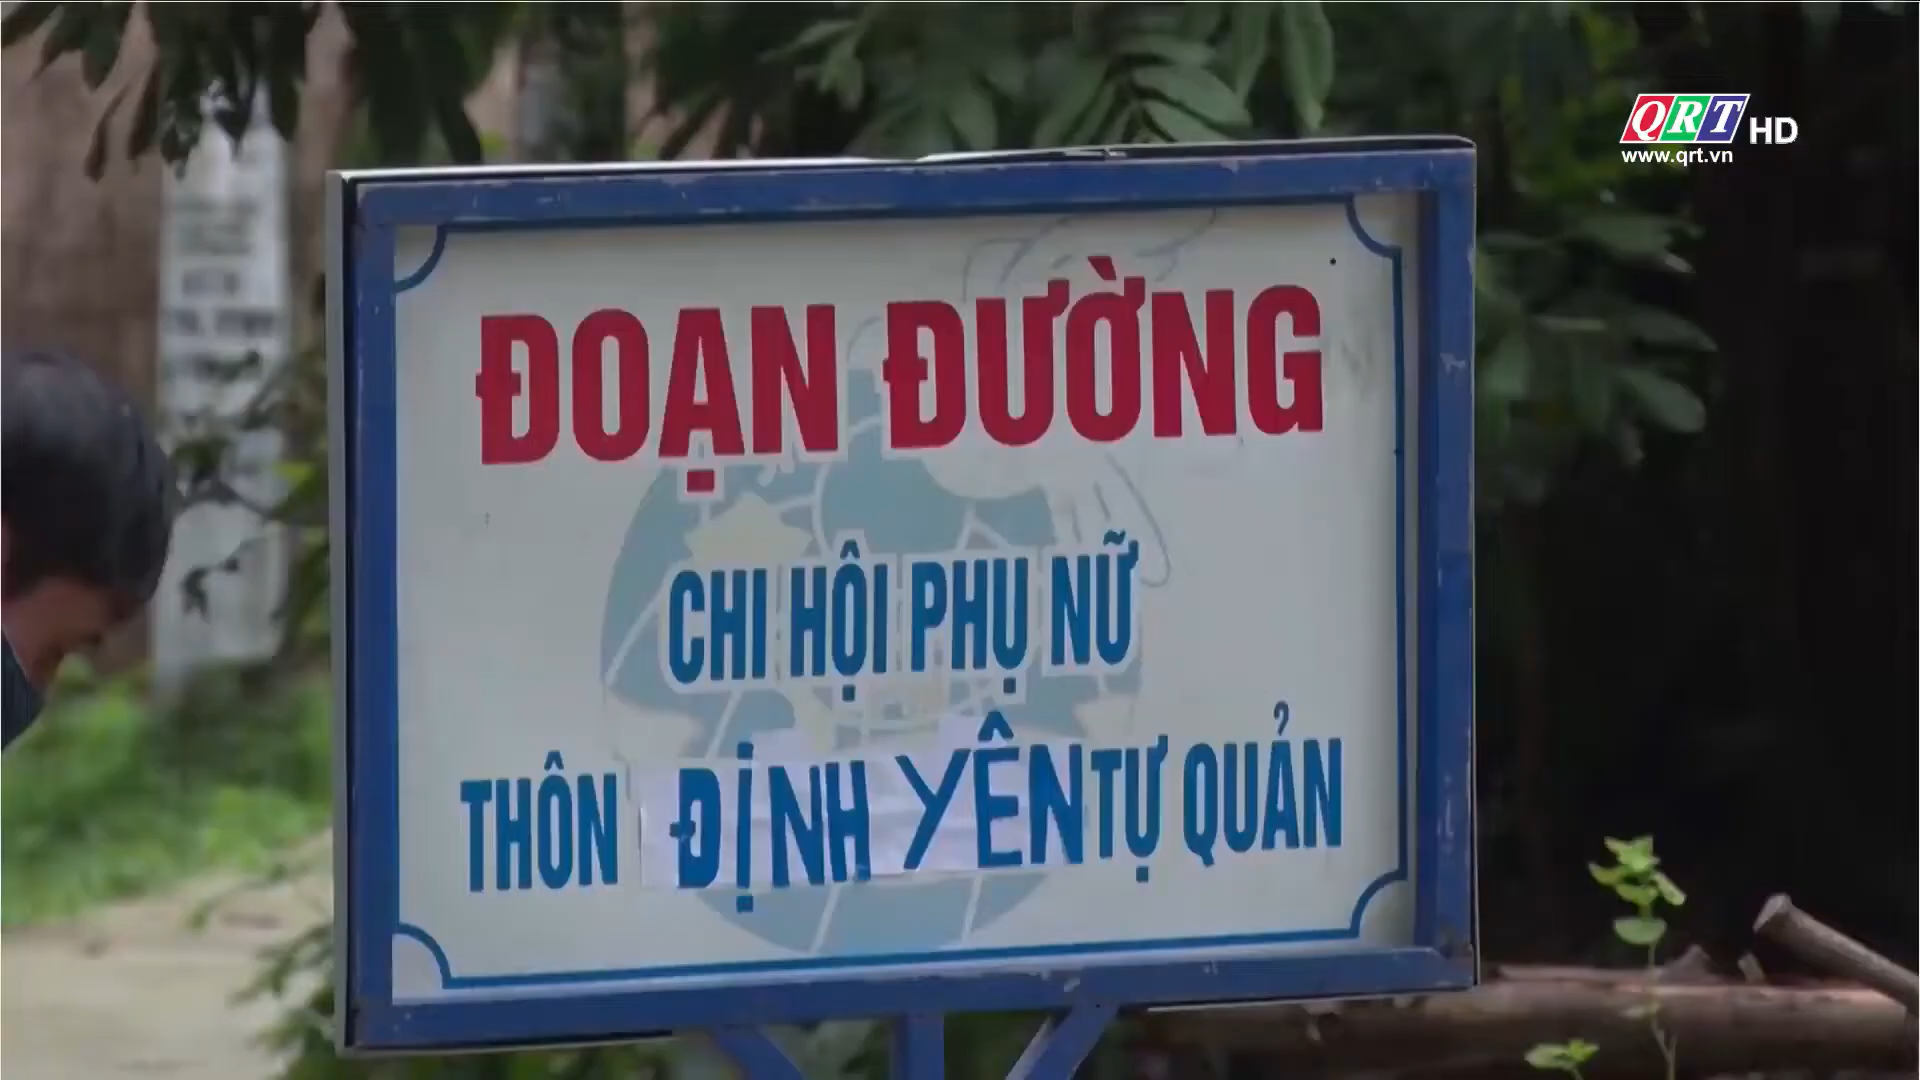 QRT HD
www.qrt.vn
ĐOẠN ĐƯỜNG
CHI HỘI PHỤ NỮ
THÔN ĐỊNH YÊN TỰ QUẢN